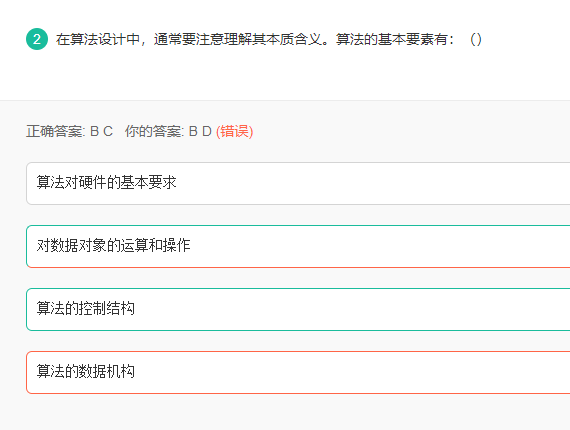 2 在算法设计中，通常要注意理解其本质含义。算法的基本要素有：（）
正确答案: B C 你的答案: B D (错误)
算法对硬件的基本要求
对数据对象的运算和操作
算法的控制结构
算法的数据机构